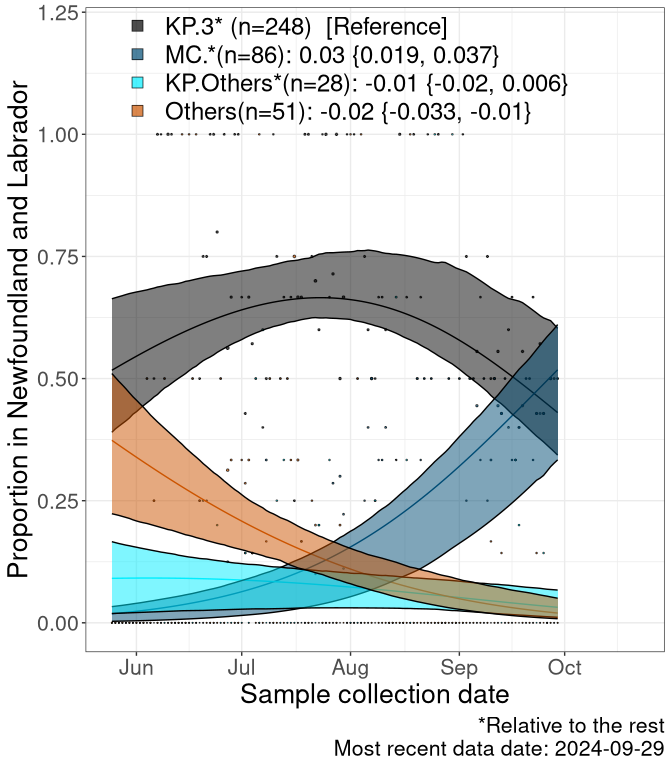 KP.3* (n=248) [Reference]
MC.*(n=86): 0.03 {0.019, 0.037}
KP.Others*(n=28): -0.01 {-0.02, 0.006}
Others(n=51): -0.02 {-0.033, -0.01}
1.25
1.00
0.75
0.50
0.25
0.00
Proportion in Newfoundland and Labrador
Jun Jul Aug Sep Oct
Sample collection date
*Relative to the rest
Most recent data date: 2024-09-29